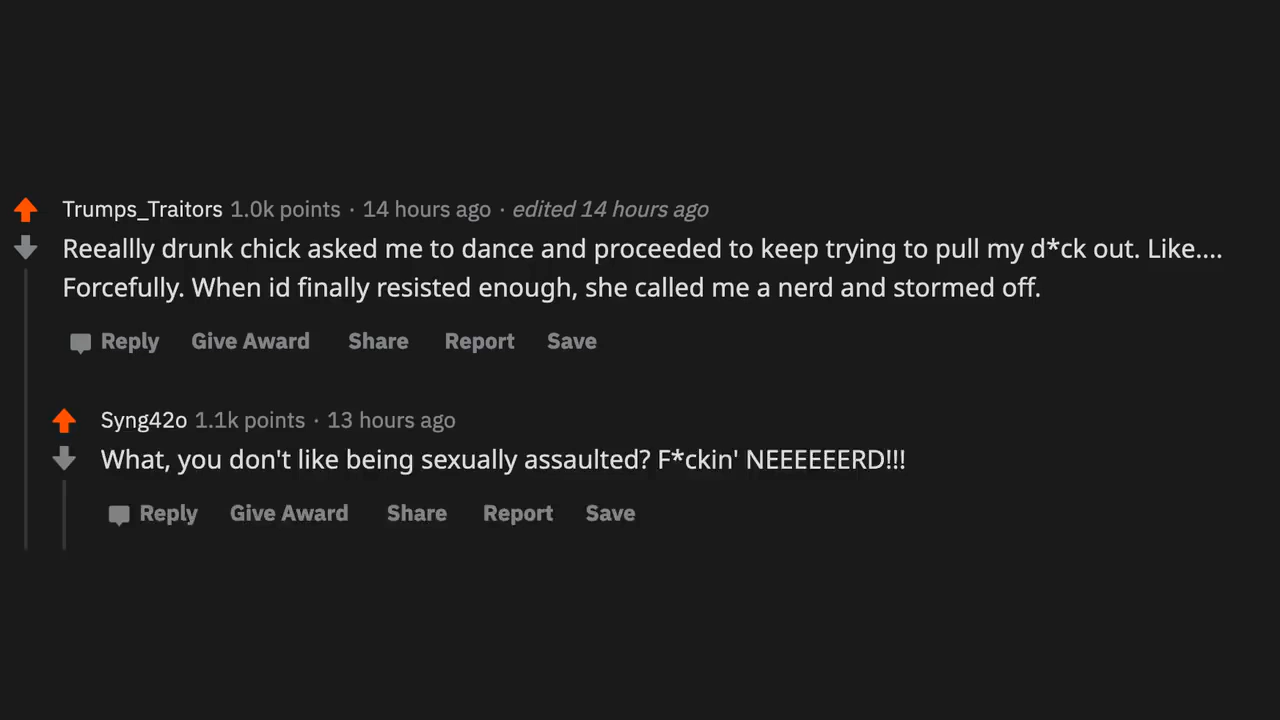 Trumps_Traitors 1.0k points · 14 hours ago · edited 14 hours ago
Reeallly drunk chick asked me to dance and proceeded to keep trying to pull my d*ck out. Like....
Forcefully. When id finally resisted enough, she called me a nerd and stormed off.
Reply Give Award Share Report Save
Syng42o 1.1k points · 13 hours ago
What, you don't like being sexually assaulted? F*ckin' NEEEEEERD!!!
Reply Give Award Share Report Save